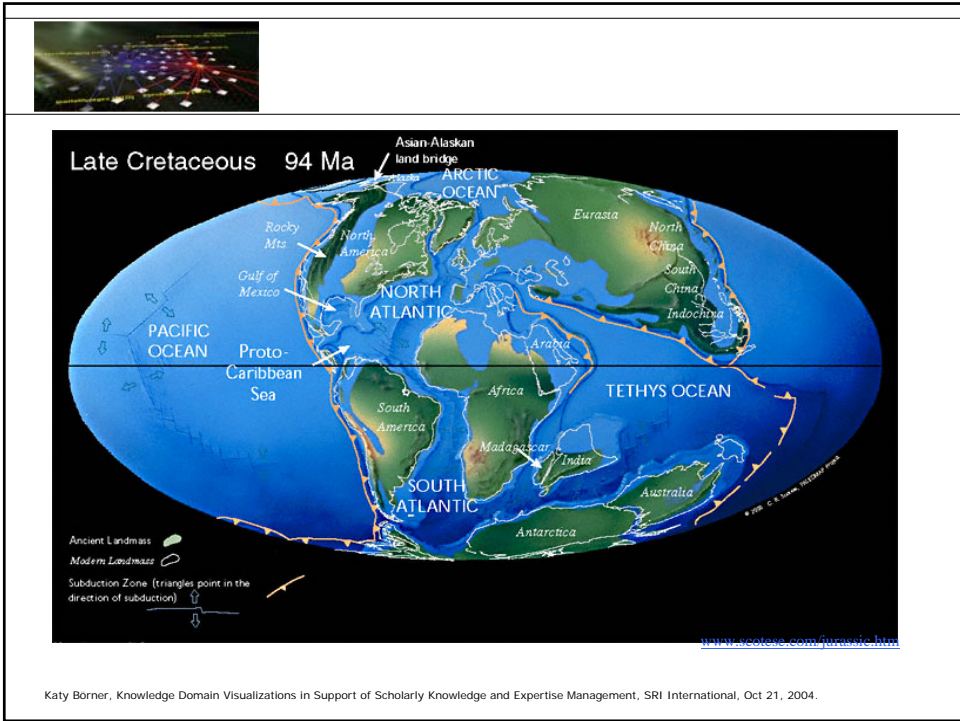 Late Cretaceous 94 Ma
Asian-Alaskan
land bridge
Alaska
ARCTIC
OCEAN
Eurasia
North
China
South
China
Indochina
Rocky
Mts.
North
America
Gulf of
Mexico
NORTH
ATLANTIC
PACIFIC
OCEAN
Proto-
Caribbean
Sea
Arabia
Africa
TETHYS OCEAN
South
America
Madagascar
India
SOUTH
ATLANTIC
Australia
Antarctica
Ancient Landmass
Modern Landmass
Subduction Zone (triangles point in the
direction of subduction)
C. R. Scotese, PALEOMAP Project
www.scotese.com/jurassic.htm
Katy Börner, Knowledge Domain Visualizations in Support of Scholarly Knowledge and Expertise Management, SRI International, Oct 21, 2004.